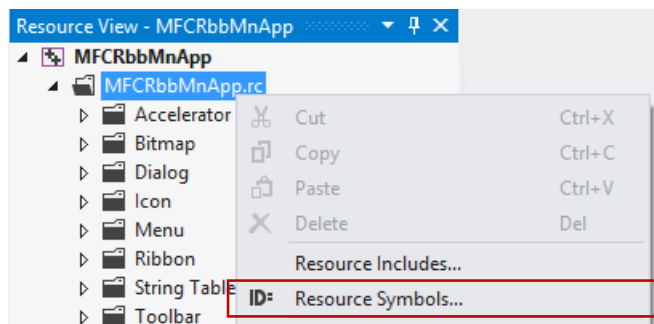 Resource View - MFCRbbMnApp
MFCRbbMnApp
MFCRbbMnApp.rc
Accelerator
Bitmap
Dialog
Icon
Menu
Ribbon
String Table
Toolbar
Cut Ctrl+X
Copy Ctrl+C
Paste Ctrl+V
Delete Del
Resource Includes...
ID= Resource Symbols...